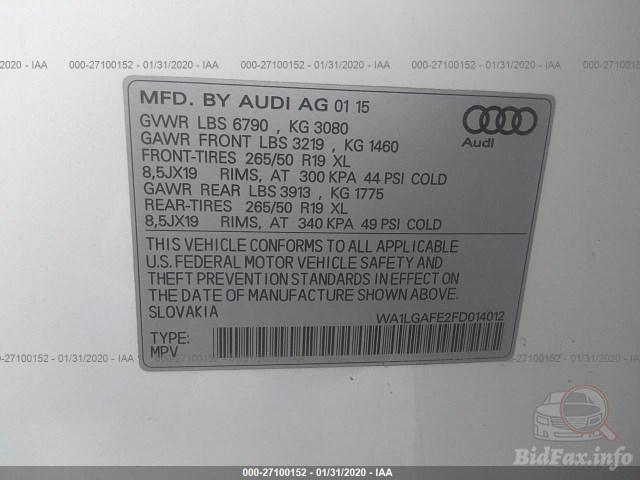 000-27100152 - 01/31/2020 - IAA
MFD. BY AUDI AG 01 15
GVWR LBS 6790 , KG 3080
GAWR FRONT LBS 3219 , KG 1460
FRONT-TIRES 265/50 R19 XL
8,5JX19 RIMS, AT 300 KPA 44 PSI COLD
GAWR REAR LBS 3913 , KG 1775
REAR-TIRES 265/50 R19 XL
8,5JX19 RIMS, AT 340 KPA 49 PSI COLD
Audi
THIS VEHICLE CONFORMS TO ALL APPLICABLE
U.S. FEDERAL MOTOR VEHICLE SAFETY AND
THEFT PREVENTION STANDARDS IN EFFECT ON
THE DATE OF MANUFACTURE SHOWN ABOVE.
SLOVAKIA
WA1LGAFE2FD014012
TYPE:
MPV
000-27100152 - 01/31/2020 - IAA
BidFax.info